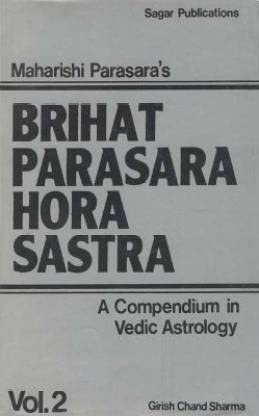 Sagar Publications
Maharishi Parasara's
BRIHAT
PARASARA
HORA
SASTRA
A Compendium in
Vedic Astrology
Vol.2
Girish Chand Sharma